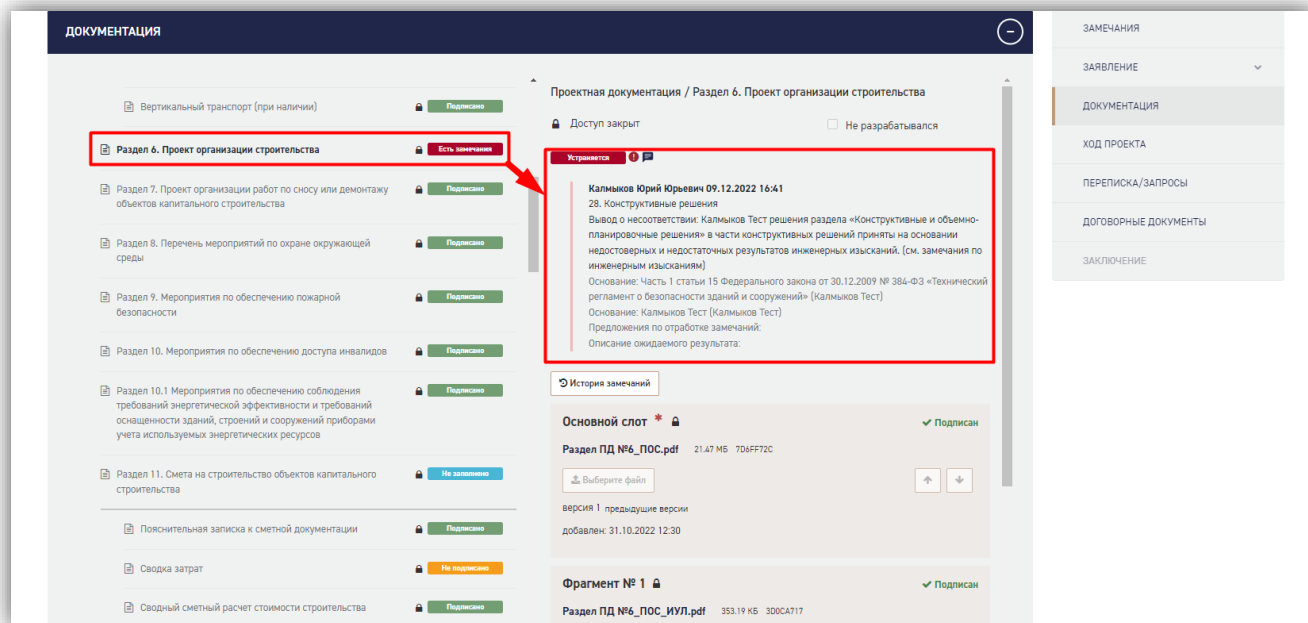 ДОКУМЕНТАЦИЯ
Вертикальный транспорт (при наличии)
Подписано
Раздел 6. Проект организации строительства
Есть замечания
Раздел 7. Проект организации работ по сносу или демонтажу
объектов капитального строительства
Подписано
Раздел 8. Перечень мероприятий по охране окружающей
среды
Подписано
Раздел 9. Мероприятия по обеспечению пожарной
безопасности
Подписано
Раздел 10. Мероприятия по обеспечению доступа инвалидов
Подписано
Раздел 10.1 Мероприятия по обеспечению соблюдения
требований энергетической эффективности и требований
оснащенности зданий, строений и сооружений приборами
учета используемых энергетических ресурсов
Подписано
Раздел 11. Смета на строительство объектов капитального
строительства
Не заполнено
Пояснительная записка к сметной документации
Подписано
Сводка затрат
Не подписано
Сводный сметный расчет стоимости строительства
Подписано
Проектная документация / Раздел 6. Проект организации строительства
Доступ закрыт
Не разрабатывался
Устраняется
Калмыков Юрий Юрьевич 09.12.2022 16:41
28. Конструктивные решения
Вывод о несоответствии: Калмыков Тест решения раздела «Конструктивные и объемно-
планировочные решения» в части конструктивных решений приняты на основании
недостоверных и недостаточных результатов инженерных изысканий. (см. замечания по
инженерным изысканиям)
Основание: Часть 1 статьи 15 Федерального закона от 30.12.2009 № 384-ФЗ «Технический
регламент о безопасности зданий и сооружений» (Калмыков Тест)
Основание: Калмыков Тест (Калмыков Тест)
Предложения по отработке замечаний:
Описание ожидаемого результата:
История замечаний
Основной слот *
Подписан
Раздел ПД №6_ПОС.pdf 21.47 МБ 7D6FF72C
Выберите файл
версия 1 предыдущие версии
добавлен: 31.10.2022 12:30
Фрагмент № 1
Подписан
Раздел ПД №6_ПОС_ИУЛ.pdf 353.19 КБ 3D0CA717
ЗАМЕЧАНИЯ
ЗАЯВЛЕНИЕ
ДОКУМЕНТАЦИЯ
ХОД ПРОЕКТА
ПЕРЕПИСКА/ЗАПРОСЫ
ДОГОВОРНЫЕ ДОКУМЕНТЫ
ЗАКЛЮЧЕНИЕ